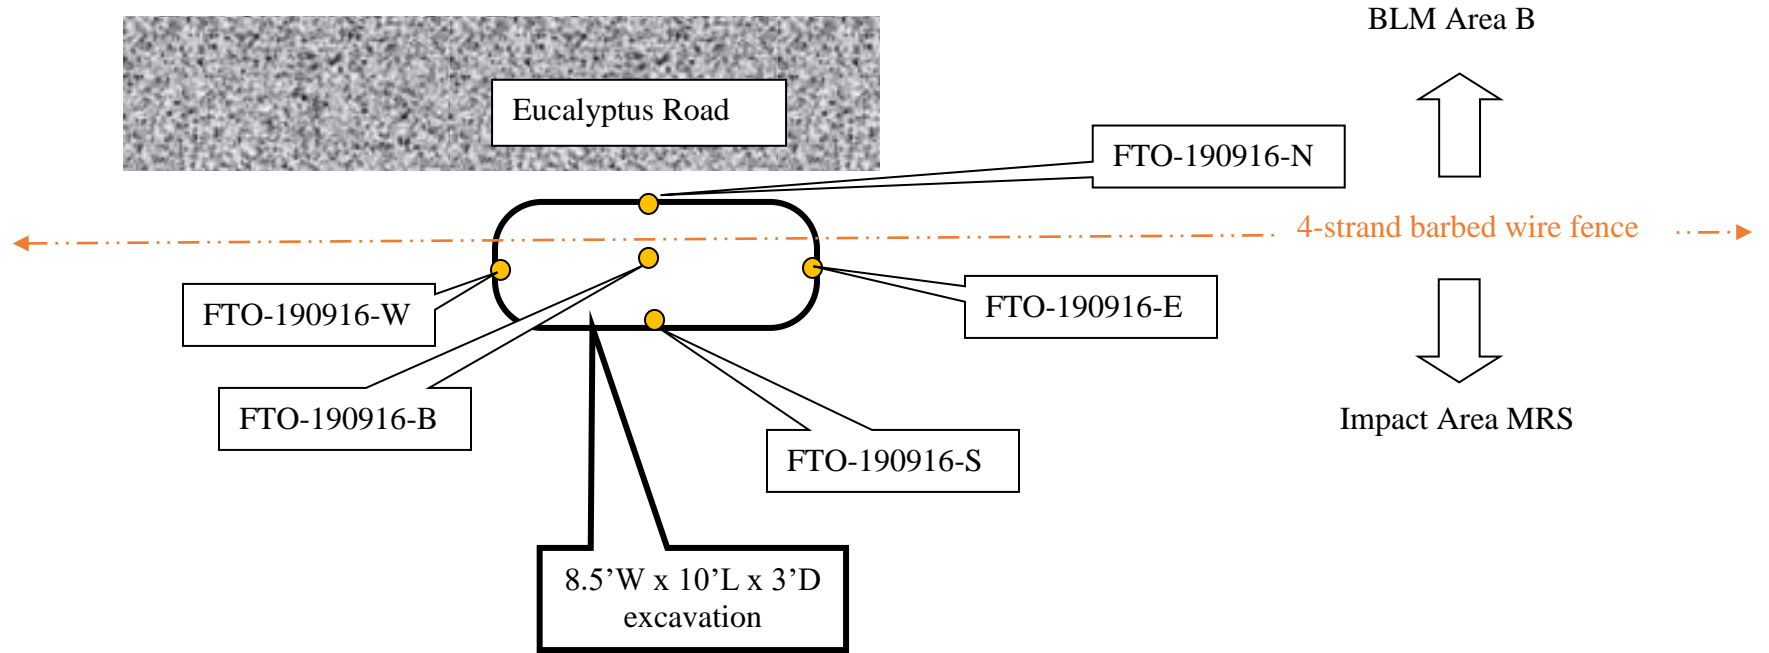 BLM Area B
Eucalyptus Road
FTO-190916-N
4-strand barbed wire fence
FTO-190916-W
FTO-190916-E
FTO-190916-B
Impact Area MRS
FTO-190916-S
8.5’W x 10’L x 3’D
excavation